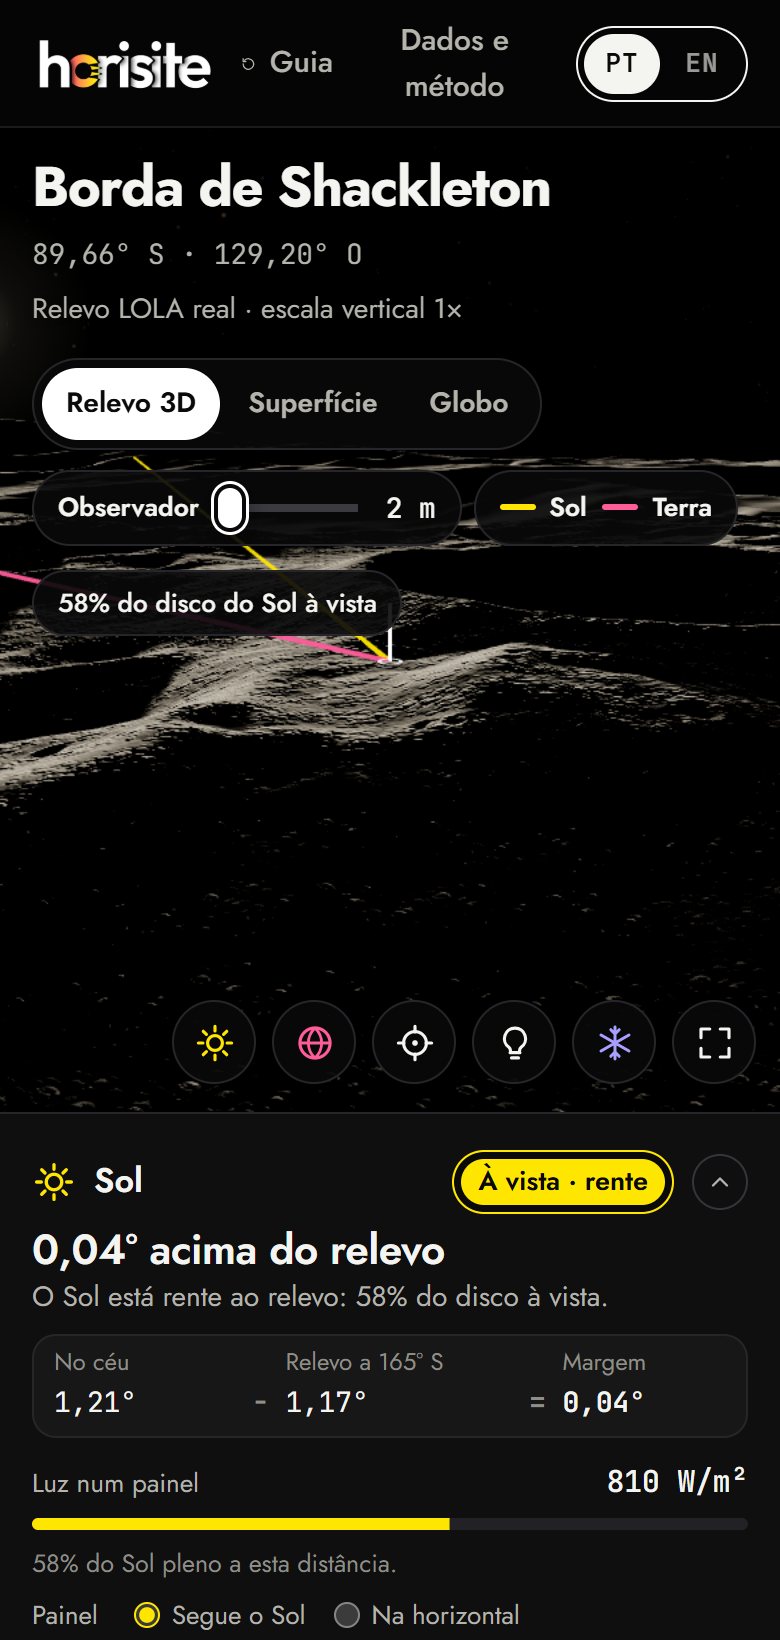 horisite
Guia
Dados e
método
PT EN
Borda de Shackleton
89,66° S · 129,20° O
Relevo LOLA real · escala vertical 1×
Relevo 3D Superfície Globo
Observador 2 m Sol Terra
58% do disco do Sol à vista
Sol À vista · rente
0,04° acima do relevo
O Sol está rente ao relevo: 58% do disco à vista.
No céu Relevo a 165° S Margem
1,21° - 1,17° = 0,04°
Luz num painel 810 W/m²
58% do Sol pleno a esta distância.
Painel Segue o Sol Na horizontal